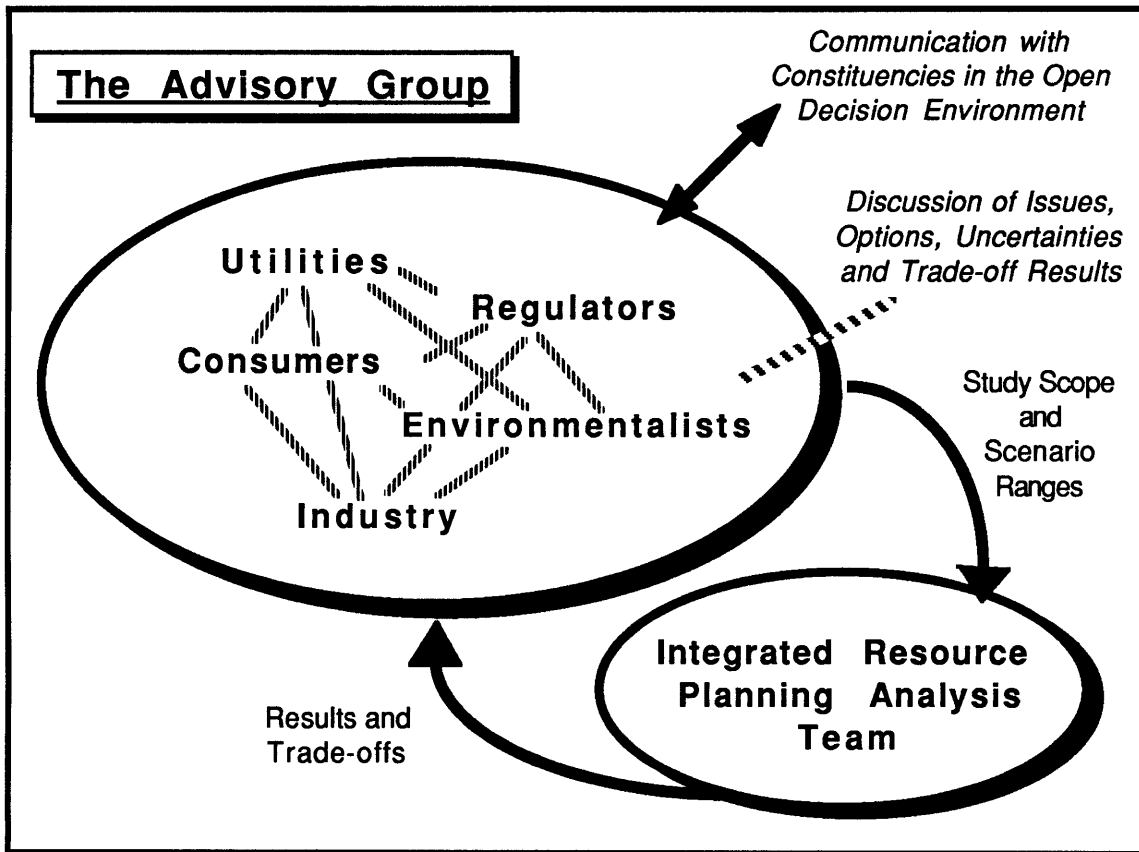 The Advisory Group
Communication with
Constituencies in the Open
Decision Environment
Discussion of Issues,
Options, Uncertainties
and Trade-off Results
Utilities
Regulators
Consumers
Environmentalists
Industry
Study Scope
and
Scenario
Ranges
Integrated Resource
Planning Analysis
Team
Results and
Trade-offs